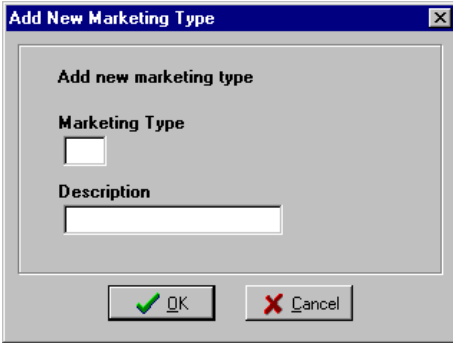 Add New Marketing Type
Add new marketing type
Marketing Type
Description
OK
Cancel